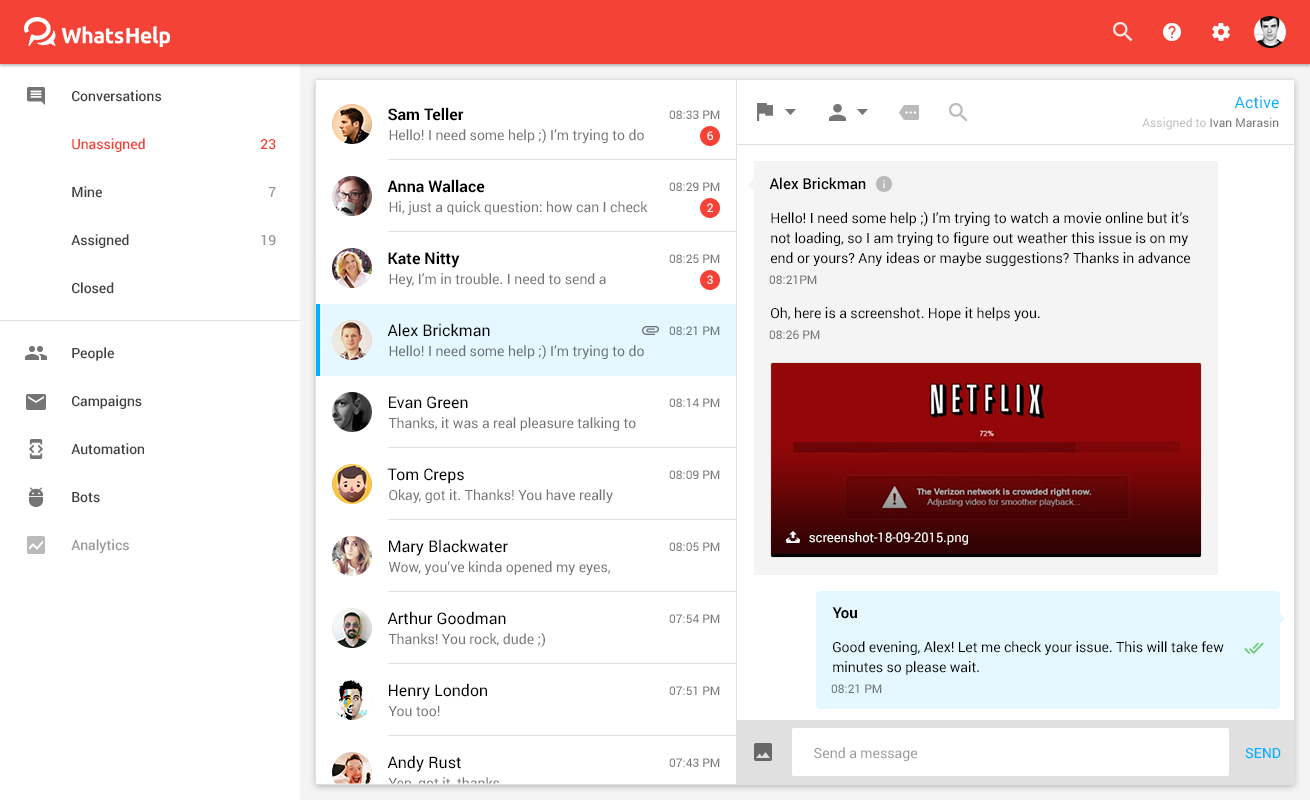 WhatsHelp
Conversations
Unassigned 23
Mine 7
Assigned 19
Closed
People
Campaigns
Automation
Bots
Analytics
Sam Teller 08:33 PM
Hello! I need some help ;) I'm trying to do 6
Anna Wallace 08:29 PM
Hi, just a quick question: how can I check 2
Kate Nitty 08:25 PM
Hey, I'm in trouble. I need to send a 3
Alex Brickman 08:21 PM
Hello! I need some help ;) I'm trying to do
Evan Green 08:14 PM
Thanks, it was a real pleasure talking to
Tom Creps 08:09 PM
Okay, got it. Thanks! You have really
Mary Blackwater 08:05 PM
Wow, you've kinda opened my eyes,
Arthur Goodman 07:54 PM
Thanks! You rock, dude ;)
Henry London 07:51 PM
You too!
Andy Rust 07:43 PM
Yep, got it, thanks
Active
Assigned to Ivan Marasin
Alex Brickman
Hello! I need some help ;) I'm trying to watch a movie online but it's
not loading, so I am trying to figure out weather this issue is on my
end or yours? Any ideas or maybe suggestions? Thanks in advance
08:21PM
Oh, here is a screenshot. Hope it helps you.
08:26 PM
NETFLIX
72%
The Verizon network is crowded right now.
Adjusting video for smoother playback...
screenshot-18-09-2015.png
You
Good evening, Alex! Let me check your issue. This will take few
minutes so please wait.
08:21 PM
Send a message
SEND